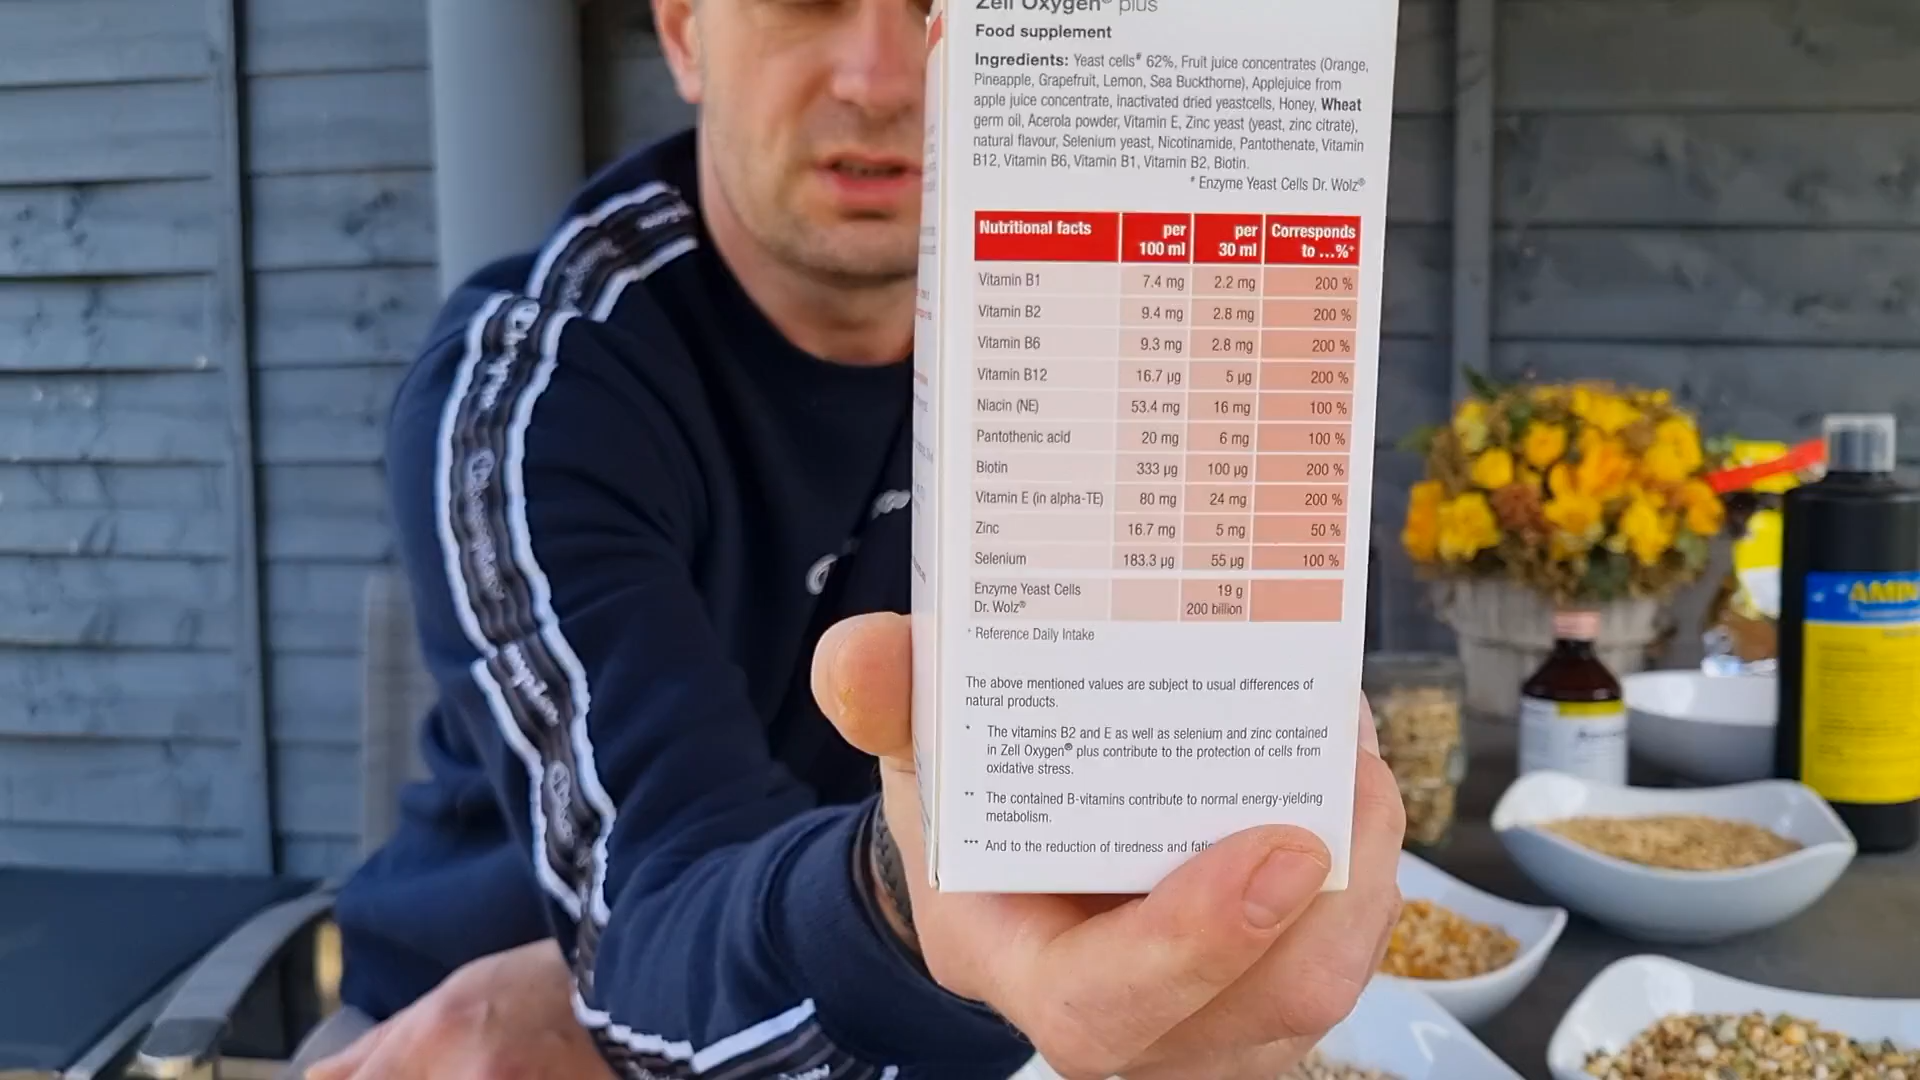 Zell Oxygen® plus
Food supplement
Ingredients: Yeast cells# 62%, Fruit juice concentrates (Orange,
Pineapple, Grapefruit, Lemon, Sea Buckthorne), Applejuice from
apple juice concentrate, Inactivated dried yeastcells, Honey, Wheat
germ oil, Acerola powder, Vitamin E, Zinc yeast (yeast, zinc citrate),
natural flavour, Selenium yeast, Nicotinamide, Pantothenate, Vitamin
B12, Vitamin B6, Vitamin B1, Vitamin B2, Biotin.
# Enzyme Yeast Cells Dr. Wolz®
Nutritional facts per 100 ml per 30 ml Corresponds to ...%+
Vitamin B1 7.4 mg 2.2 mg 200 %
Vitamin B2 9.4 mg 2.8 mg 200 %
Vitamin B6 9.3 mg 2.8 mg 200 %
Vitamin B12 16.7 µg 5 µg 200 %
Niacin (NE) 53.4 mg 16 mg 100 %
Pantothenic acid 20 mg 6 mg 100 %
Biotin 333 µg 100 µg 200 %
Vitamin E (in alpha-TE) 80 mg 24 mg 200 %
Zinc 16.7 mg 5 mg 50 %
Selenium 183.3 µg 55 µg 100 %
Enzyme Yeast Cells 19 g
Dr. Wolz® 200 billion
+ Reference Daily Intake
The above mentioned values are subject to usual differences of
natural products.
* The vitamins B2 and E as well as selenium and zinc contained
in Zell Oxygen® plus contribute to the protection of cells from
oxidative stress.
** The contained B-vitamins contribute to normal energy-yielding
metabolism.
*** And to the reduction of tiredness and
AMIN
Champion